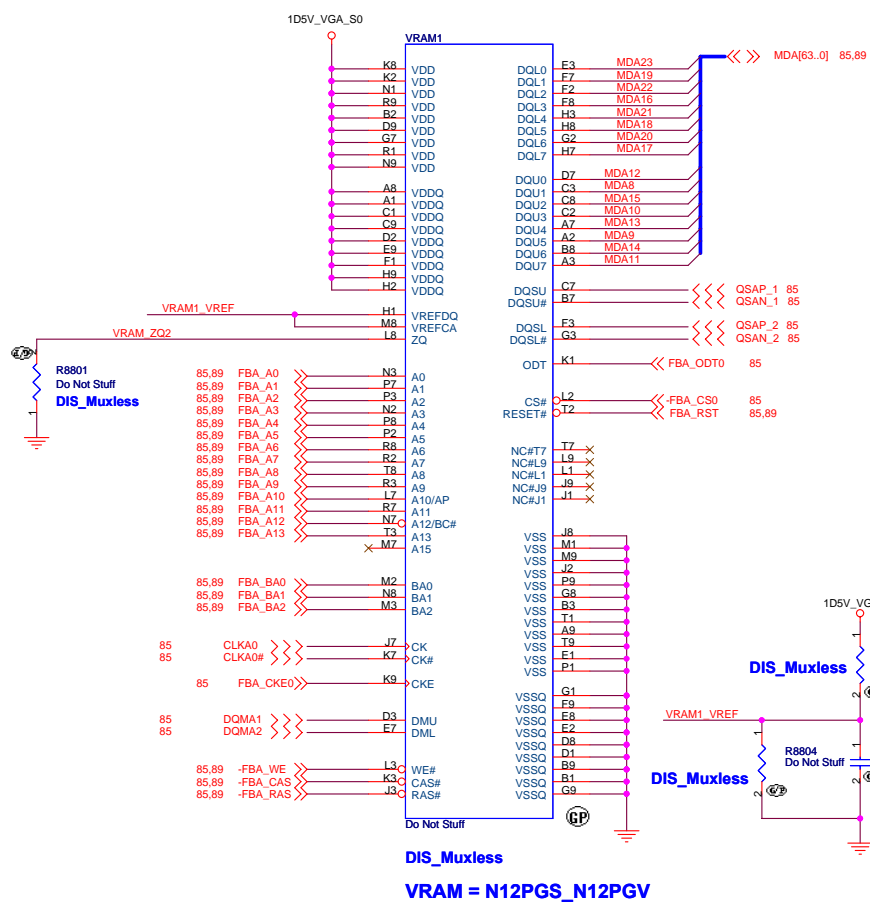 1D5V_VGA_S0
VRAM1
K8 VDD DQL0 E3 MDA23 MDA[63..0] 85,89
K2 VDD DQL1 F7 MDA19
N1 VDD DQL2 F2 MDA22
R9 VDD DQL3 F8 MDA16
B2 VDD DQL4 H3 MDA21
D9 VDD DQL5 H8 MDA18
G7 VDD DQL6 G2 MDA20
R1 VDD DQL7 H7 MDA17
N9 VDD
DQU0 D7 MDA12
A8 VDDQ DQU1 C3 MDA8
A1 VDDQ DQU2 C8 MDA15
C1 VDDQ DQU3 C2 MDA10
C9 VDDQ DQU4 A7 MDA13
D2 VDDQ DQU5 A2 MDA9
E9 VDDQ DQU6 B8 MDA14
F1 VDDQ DQU7 A3 MDA11
H9 VDDQ
H2 VDDQ DQSU C7 QSAP_1 85
DQSU# B7 QSAN_1 85
VRAM1_VREF H1 VREFDQ
M8 VREFCA DQSL F3 QSAP_2 85
VRAM_ZQ2 L8 ZQ DQSL# G3 QSAN_2 85
2
R8801
Do Not Stuff
DIS_Muxless
1
ODT K1 FBA_ODT0 85
85,89 FBA_A0 N3 A0
85,89 FBA_A1 P7 A1
85,89 FBA_A2 P3 A2 CS# L2 -FBA_CS0 85
85,89 FBA_A3 N2 A3 RESET# T2 FBA_RST 85,89
85,89 FBA_A4 P8 A4
85,89 FBA_A5 P2 A5
85,89 FBA_A6 R8 A6 NC#T7 T7
85,89 FBA_A7 R2 A7 NC#L9 L9
85,89 FBA_A8 T8 A8 NC#L1 L1
85,89 FBA_A9 R3 A9 NC#J9 J9
85,89 FBA_A10 L7 A10/AP NC#J1 J1
85,89 FBA_A11 R7 A11
85,89 FBA_A12 N7 A12/BC#
85,89 FBA_A13 T3 A13 VSS J8
M7 A15 VSS M1
VSS M9
VSS J2
85,89 FBA_BA0 M2 BA0 VSS P9
85,89 FBA_BA1 N8 BA1 VSS G8
85,89 FBA_BA2 M3 BA2 VSS B3
VSS T1
VSS A9
85 CLKA0 J7 CK VSS T9
85 CLKA0# K7 CK# VSS E1
VSS P1
85 FBA_CKE0 K9 CKE
VSSQ G1
VSSQ F9
85 DQMA1 D3 DMU VSSQ E8
85 DQMA2 E7 DML VSSQ E2
VSSQ D8
VSSQ D1
85,89 -FBA_WE L3 WE# VSSQ B9
85,89 -FBA_CAS K3 CAS# VSSQ B1
85,89 -FBA_RAS J3 RAS# VSSQ G9
Do Not Stuff
GP
DIS_Muxless
VRAM = N12PGS_N12PGV
1D5V_VG
1
DIS_Muxless
2
VRAM1_VREF
1
R8804
Do Not Stuff
DIS_Muxless
2
1
2